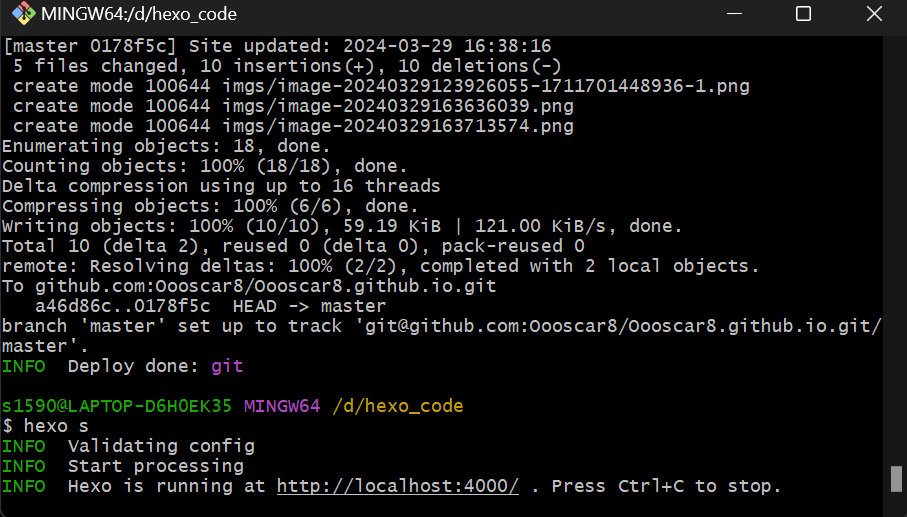 MINGW64:/d/hexo_code
[master 0178f5c] Site updated: 2024-03-29 16:38:16
 5 files changed, 10 insertions(+), 10 deletions(-)
 create mode 100644 imgs/image-20240329123926055-1711701448936-1.png
 create mode 100644 imgs/image-20240329163636039.png
 create mode 100644 imgs/image-20240329163713574.png
Enumerating objects: 18, done.
Counting objects: 100% (18/18), done.
Delta compression using up to 16 threads
Compressing objects: 100% (6/6), done.
Writing objects: 100% (10/10), 59.19 KiB | 121.00 KiB/s, done.
Total 10 (delta 2), reused 0 (delta 0), pack-reused 0
remote: Resolving deltas: 100% (2/2), completed with 2 local objects.
To github.com:Oooscar8/Oooscar8.github.io.git
   a46d86c..0178f5c  HEAD -> master
branch 'master' set up to track 'git@github.com:Oooscar8/Oooscar8.github.io.git/
master'.
INFO  Deploy done: git
s1590@LAPTOP-D6H0EK35 MINGW64 /d/hexo_code
$ hexo s
INFO  Validating config
INFO  Start processing
INFO  Hexo is running at http://localhost:4000/ . Press Ctrl+C to stop.